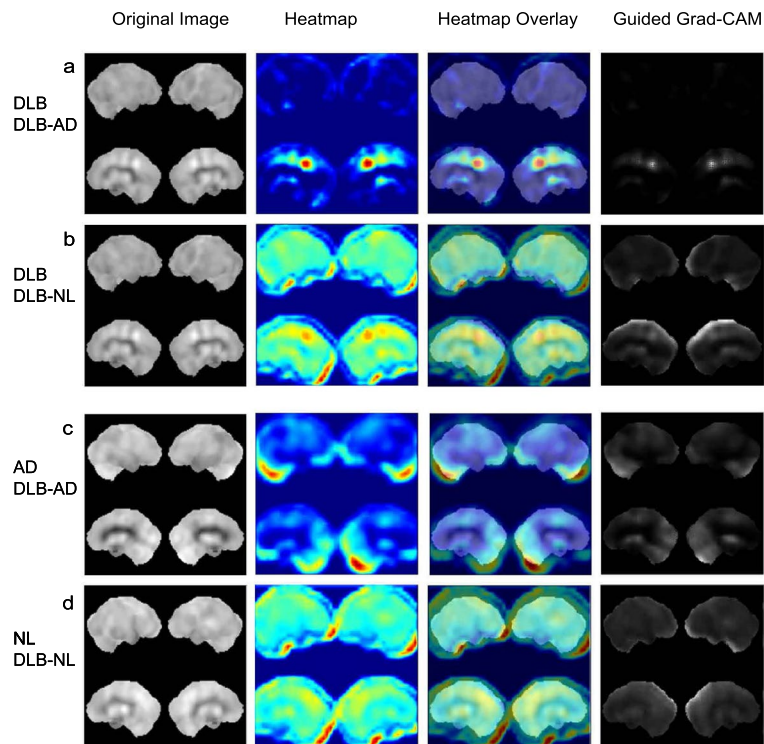 Original Image Heatmap Heatmap Overlay Guided Grad-CAM
a
DLB
DLB-AD
b
DLB
DLB-NL
c
AD
DLB-AD
d
NL
DLB-NL